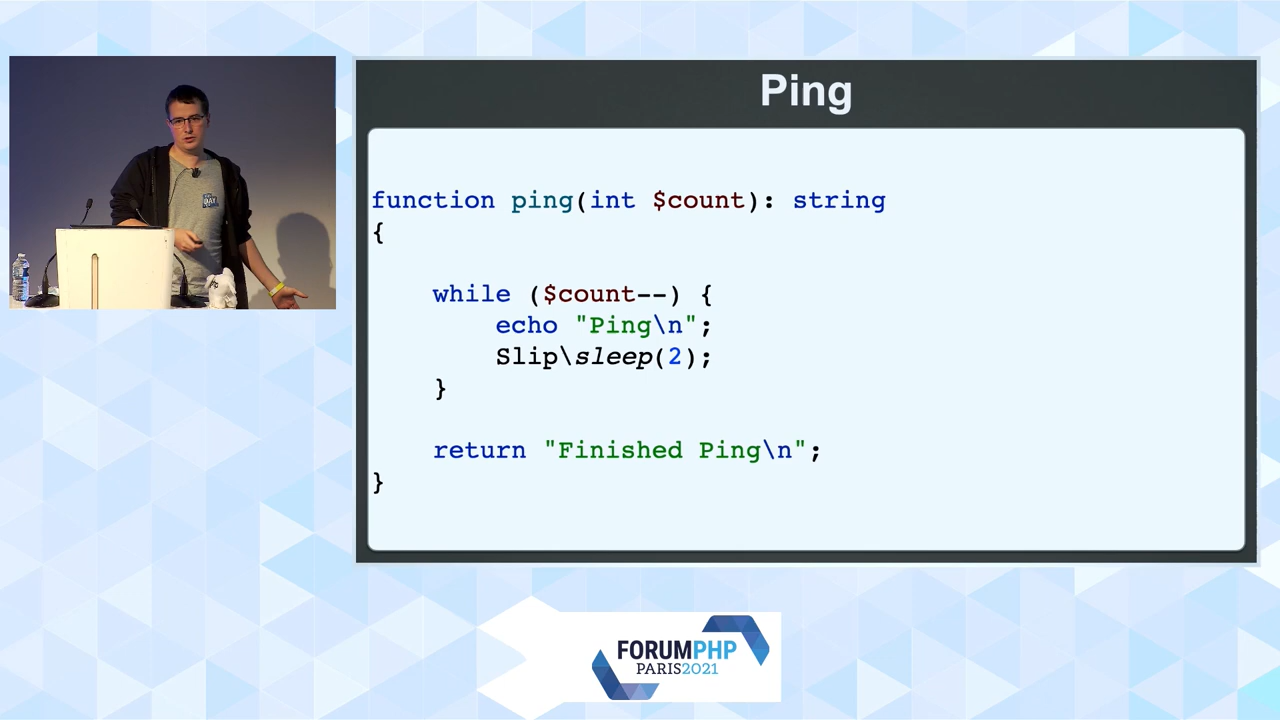 Ping
function ping(int $count): string
{
while ($count--) {
echo "Ping\n";
Slip\sleep(2);
}
return "Finished Ping\n";
}
FORUMPHP
PARIS2021